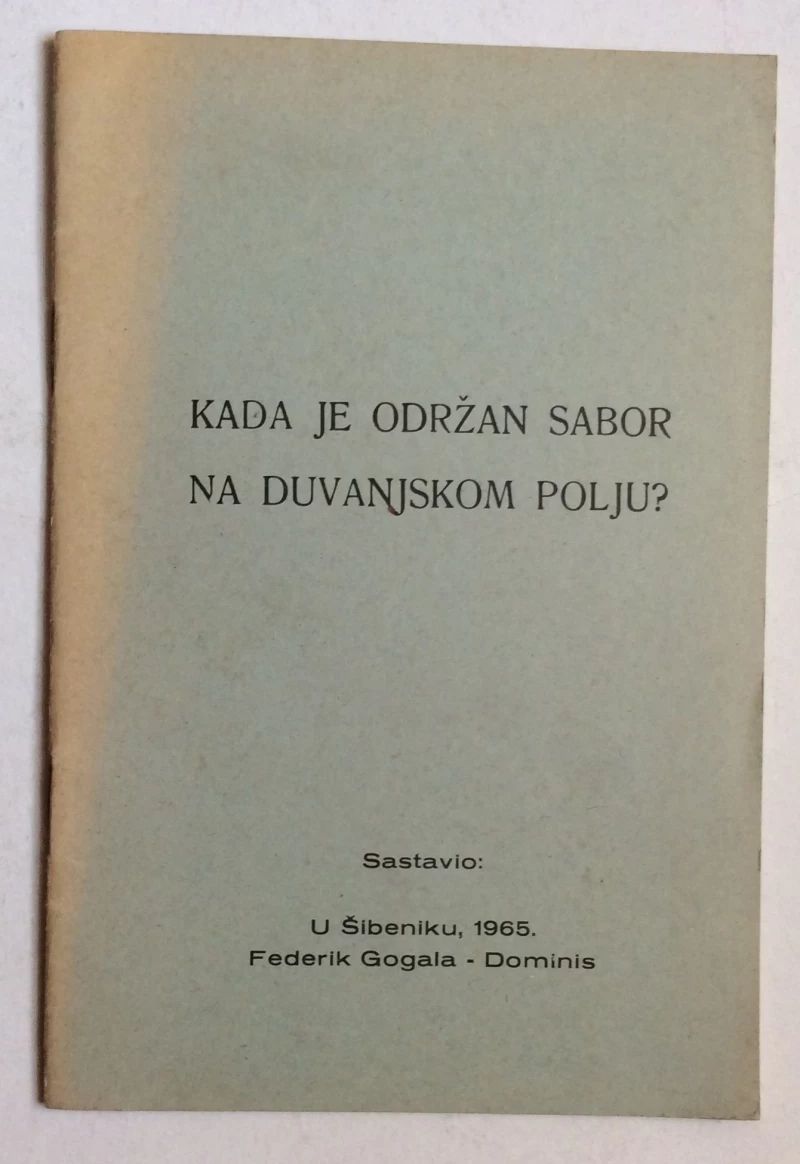 KADA JE ODRŽAN SABOR
NA DUVANJSKOM POLJU?
Sastavio:
U Šibeniku, 1965.
Federik Gogala - Dominis